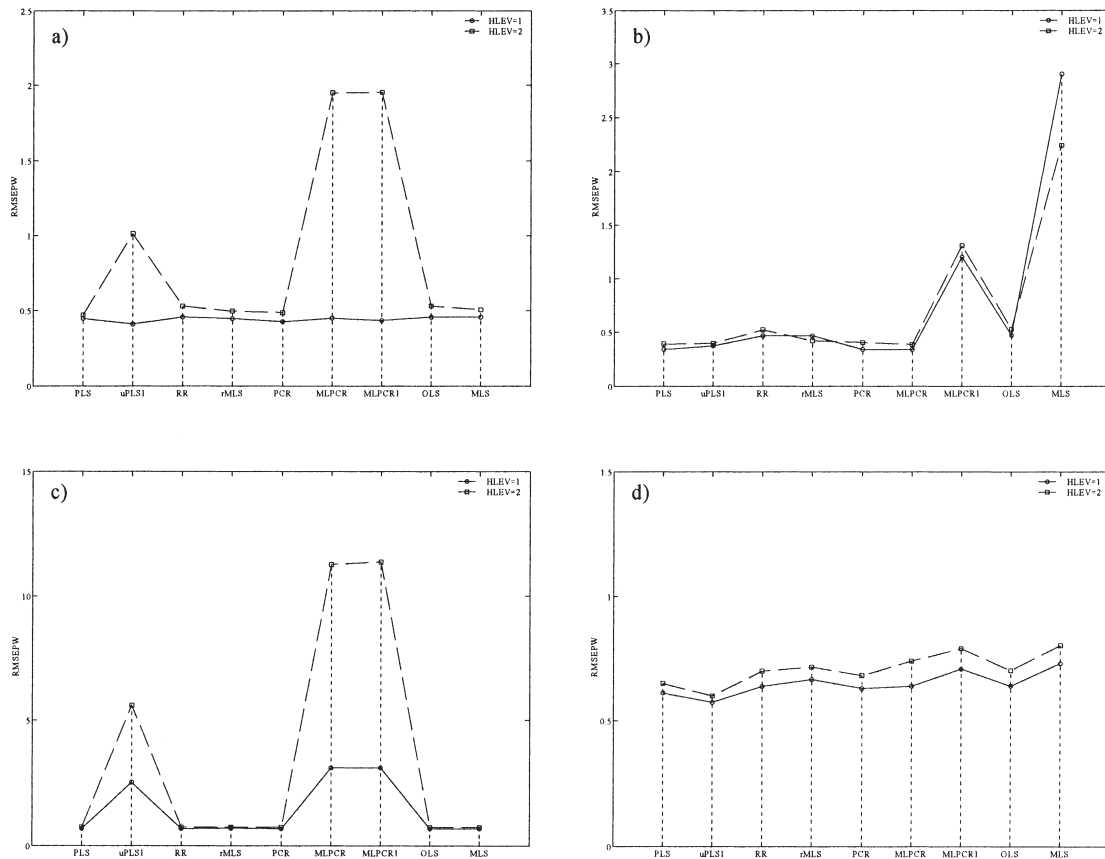 a)
HLEV=1
HLEV=2
2.5
2
1.5
1
0.5
0
RMSEPW
PLS uPLS1 RR rMLS PCR MLPCR MLPCR1 OLS MLS
b)
HLEV=1
HLEV=2
3.5
3
2.5
2
1.5
1
0.5
0
RMSEPW
PLS uPLS1 RR rMLS PCR MLPCR MLPCR1 OLS MLS
c)
HLEV=1
HLEV=2
15
10
5
0
RMSEPW
PLS uPLS1 RR rMLS PCR MLPCR MLPCR1 OLS MLS
d)
HLEV=1
HLEV=2
1.5
1
0.5
0
RMSEPW
PLS uPLS1 RR rMLS PCR MLPCR MLPCR1 OLS MLS